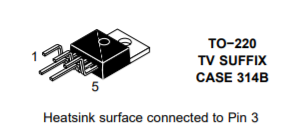 TO−220
TV SUFFIX
CASE 314B
1
5
Heatsink surface connected to Pin 3